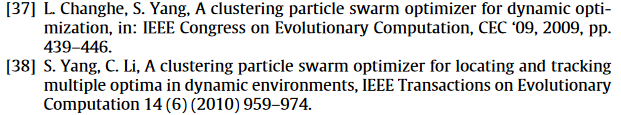 [37] L. Changhe, S. Yang, A clustering particle swarm optimizer for dynamic opti-
mization, in: IEEE Congress on Evolutionary Computation, CEC ‘09, 2009, pp.
439–446.
[38] S. Yang, C. Li, A clustering particle swarm optimizer for locating and tracking
multiple optima in dynamic environments, IEEE Transactions on Evolutionary
Computation 14 (6) (2010) 959–974.